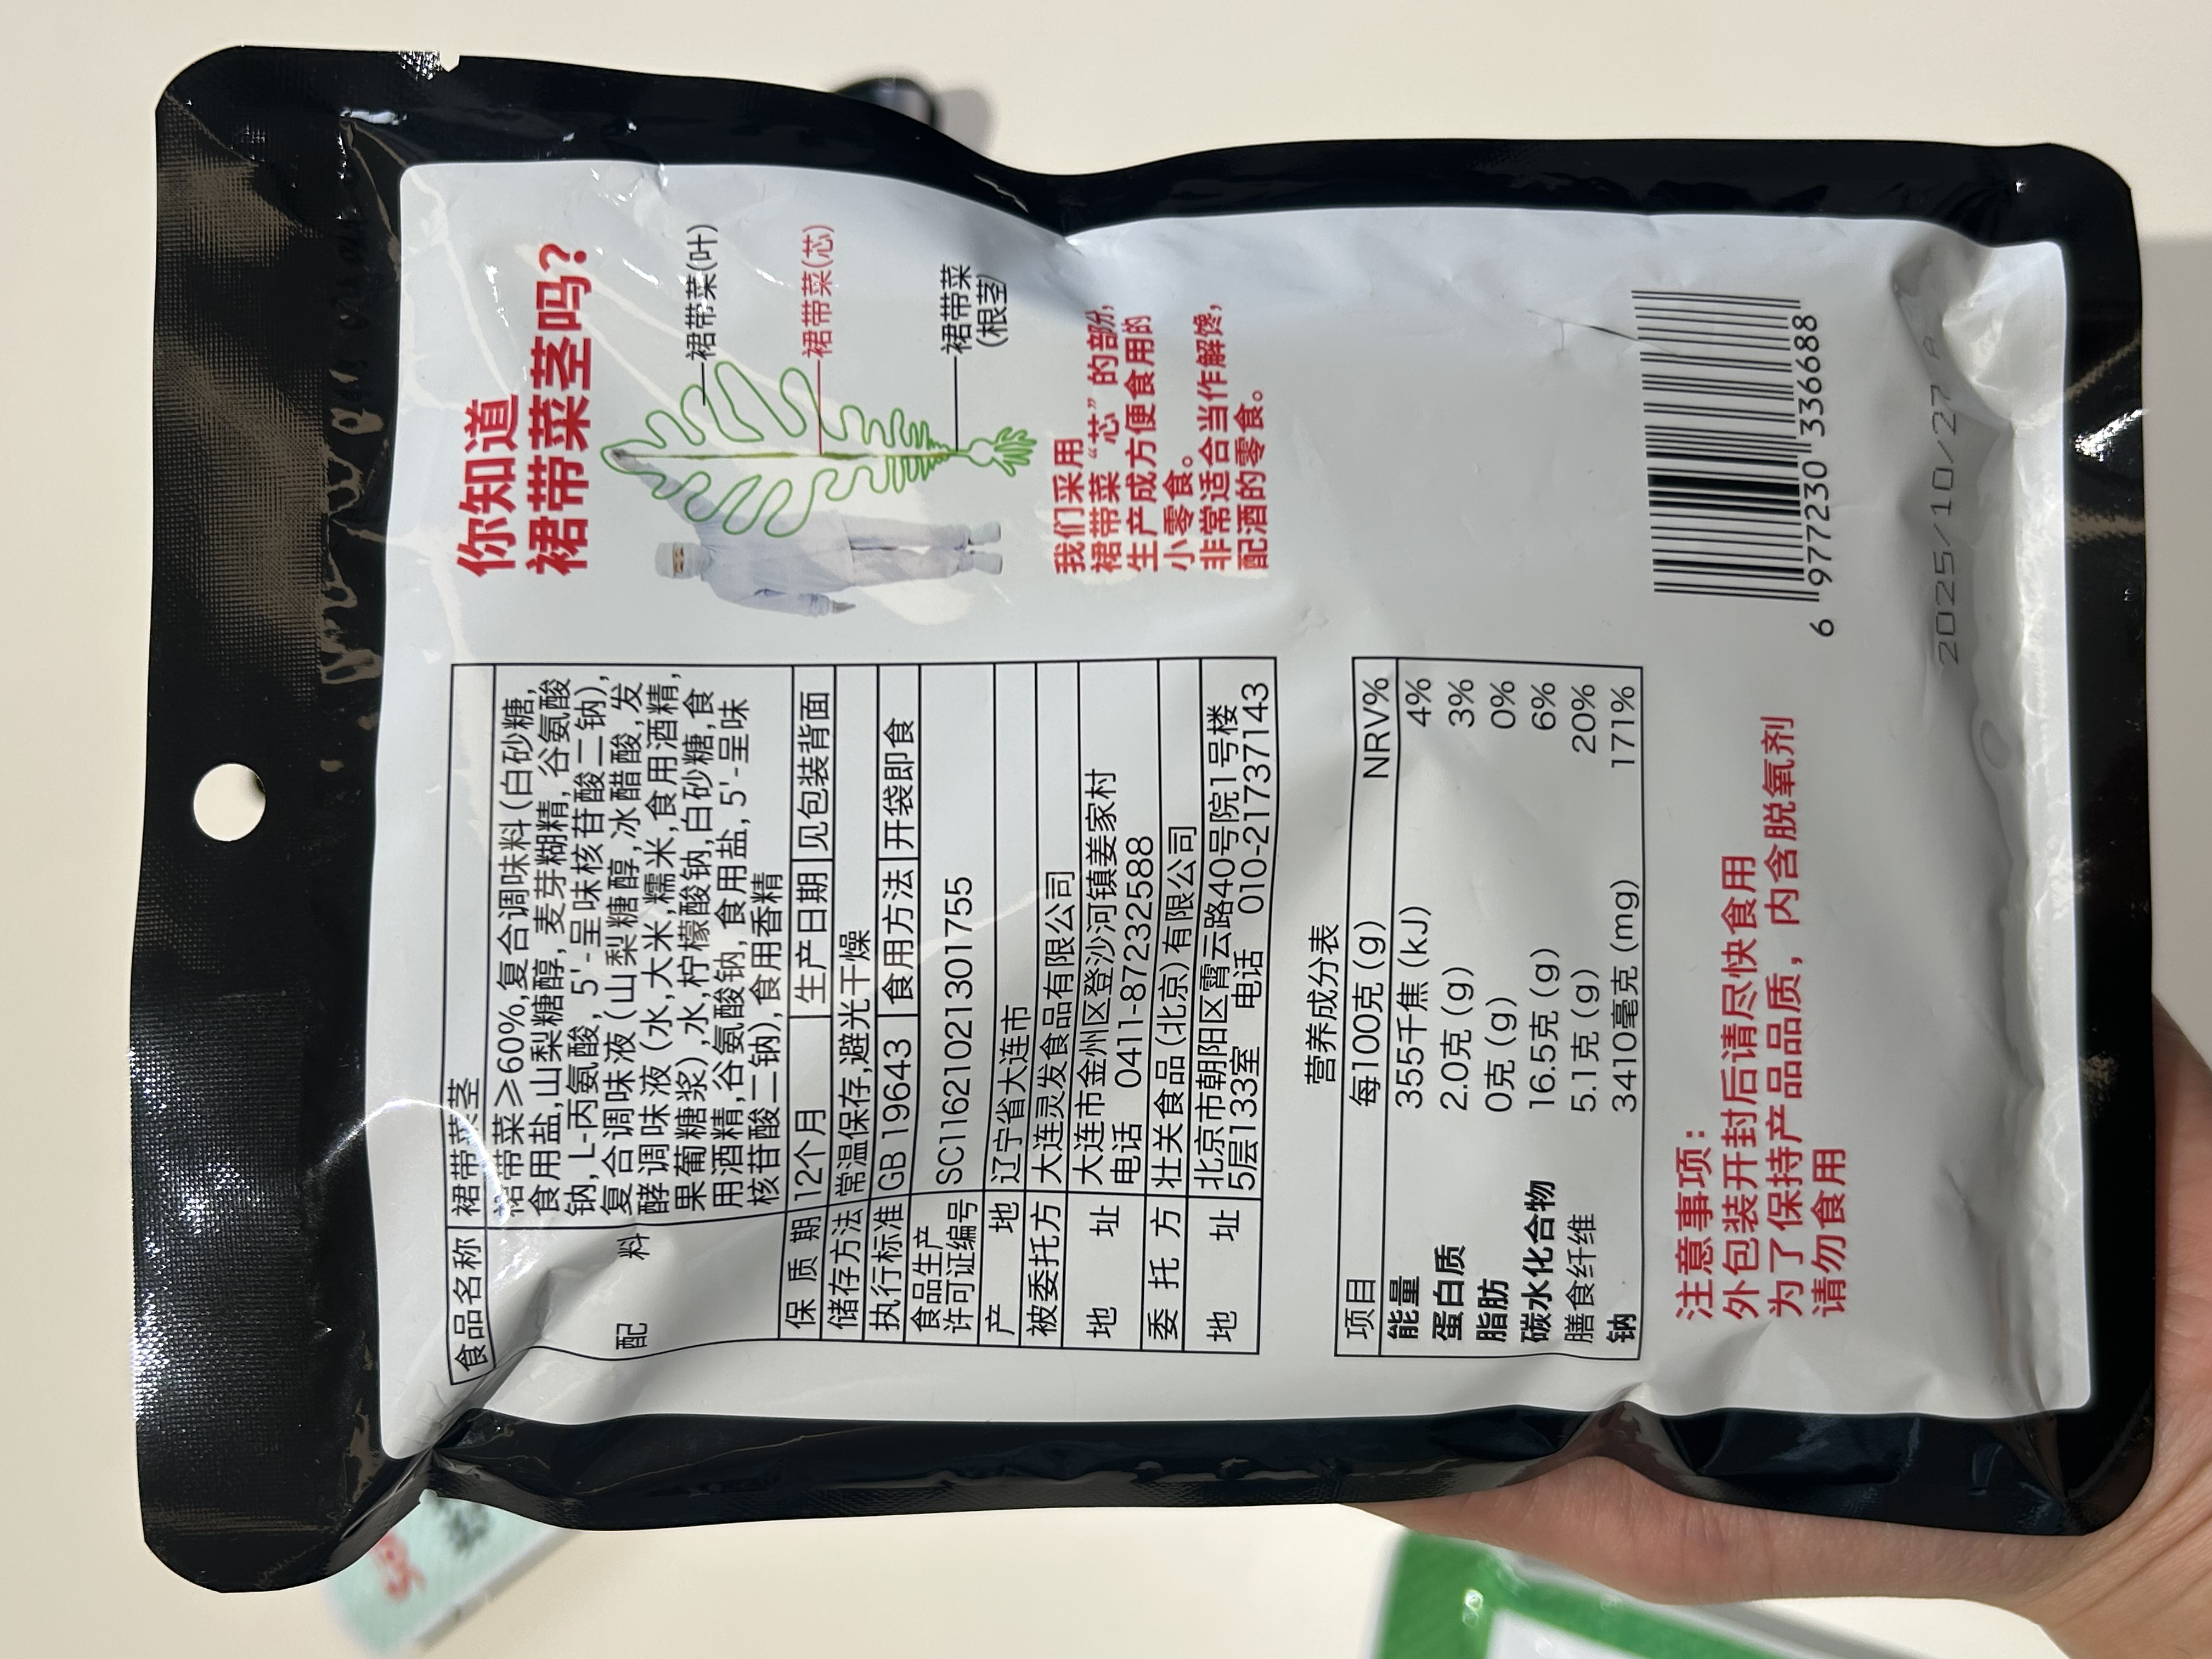 你知道
裙带菜茎吗?
裙带菜(叶)
裙带菜(芯)
裙带菜
(根茎)
我们采用
裙带菜“芯”的部份,
生产成方便食用的
小零食。
非常适合当作解馋,
配酒的零食。
食品名称 裙带菜茎
配 料 裙带菜≥60%,复合调味料(白砂糖,
食用盐,山梨糖醇,麦芽糊精,谷氨酸
钠,L-丙氨酸,5'-呈味核苷酸二钠),
复合调味液(山梨糖醇,冰醋酸,发
酵调味液(水,大米,糯米,食用酒精,
果葡糖浆),水,柠檬酸钠,白砂糖,食
用酒精,谷氨酸钠,食用盐,5'-呈味
核苷酸二钠),食用香精
保 质 期 12个月 生产日期 见包装背面
储存方法 常温保存,避光干燥
执行标准 GB 19643 食用方法 开袋即食
食品生产
许可证编号 SC11621021301755
产 地 辽宁省大连市
被委托方 大连灵发食品有限公司
地 址 大连市金州区登沙河镇姜家村
电话 0411-87232588
委 托 方 壮关食品(北京)有限公司
地 址 北京市朝阳区霄云路40号院1号楼
5层133室 电话 010-21737143
营养成分表
项目 每100克(g) NRV%
能量 355千焦(kJ) 4%
蛋白质 2.0克(g) 3%
脂肪 0克(g) 0%
碳水化合物 16.5克(g) 6%
膳食纤维 5.1克(g) 20%
钠 3410毫克(mg) 171%
注意事项:
外包装开封后请尽快食用
为了保持产品品质, 内含脱氧剂
请勿食用
6 977230 336688
2025/10/27 A